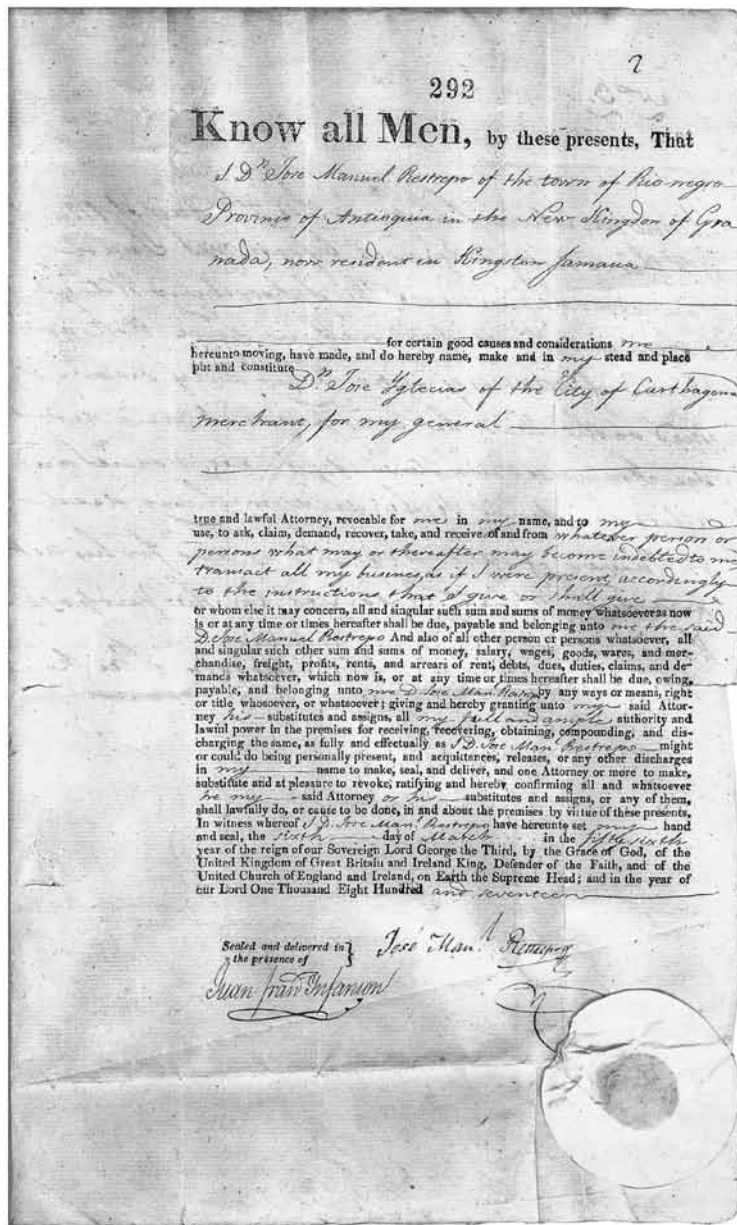 2
292
Know all Men, by these presents, That
I Dn Jose Manuel Restrepo of the town of Rio-negro
Provinis of Antioquia in the New Kingdon of Gra
nada, now resident in Kingston Jamaica
for certain good causes and considerations me
hereunto moving, have made, and do hereby name, make and in my stead and place
put and constitute
Dn Jose Yglecias of the City of Carthagena
merchant, for my general
true and lawful Attorney, revocable for me in my name, and to my
use, to ask, claim, demand, recover, take, and receive of and from whatever person or
persons what may or thereafter may become indebted to me
transact all my business, as if I were present, accordingly
to the instructions that I gave or shall give
or whom else it may concern, all and singular such sum and sums of money whatsoever as now
is or at any time or times hereafter shall be due, payable and belonging unto me the said
D. Jose Manuel Restrepo And also of all other person or persons whatsoever, all
and singular such other sum and sums of money, salary, wages, goods, wares, and mer-
chandise, freight, profits, rents, and arrears of rent, debts, dues, duties, claims, and de-
mands whatsoever, which now is, or at any time or times hereafter shall be due, owing,
payable, and belonging unto me D Jose Man Restrepo by any ways or means, right
or title whosoever, or whatsoever; giving and hereby granting unto my said Attor-
ney his substitutes and assigns, all my full and ample authority and
lawful power in the premises for receiving, recovering, obtaining, compounding, and dis-
charging the same, as fully and effectually as I D. Jose Man Restrepo might
or could do being personally present, and acquittances, releases, or any other discharges
in my name to make, seal, and deliver, and one Attorney or more to make,
substitute and at pleasure to revoke, ratifying and hereby confirming all and whatsoever
he my said Attorney or his substitutes and assigns, or any of them,
shall lawfully do, or cause to be done, in and about the premises by virtue of these presents,
In witness whereof I D. Jose Man. Restrepo have hereunto set my hand
and seal, the sixth day of March in the fifty sixth
year of the reign of our Sovereign Lord George the Third, by the Grace of God, of the
United Kingdom of Great Britain and Ireland King, Defender of the Faith, and of the
United Church of England and Ireland, on Earth the Supreme Head; and in the year of
our Lord One Thousand Eight Hundred and seventeen
Sealed and delivered in }
the presence of
José Manl Restrepo
Juan